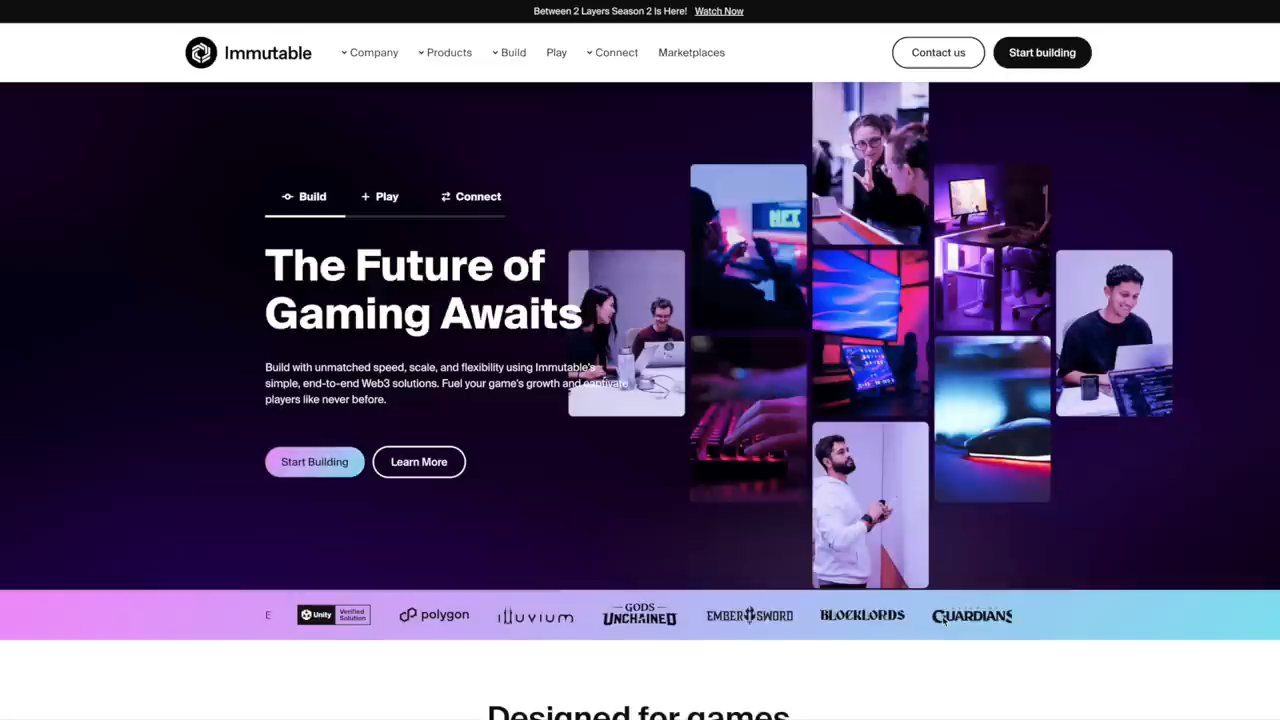 Between 2 Layers Season 2 Is Here! Watch Now
Immutable
Company
Products
Build
Play
Connect
Marketplaces
Contact us
Start building
Build
Play
Connect
The Future of
Gaming Awaits
Build with unmatched speed, scale, and flexibility using Immutable's
simple, end-to-end Web3 solutions. Fuel your game's growth and captivate
players like never before.
Start Building
Learn More
E
Unity
Verified
Solution
polygon
ILLUVIUM
GODS
UNCHAINED
EMBER SWORD
BLOCKLORDS
GUARDIANS
Designed for games